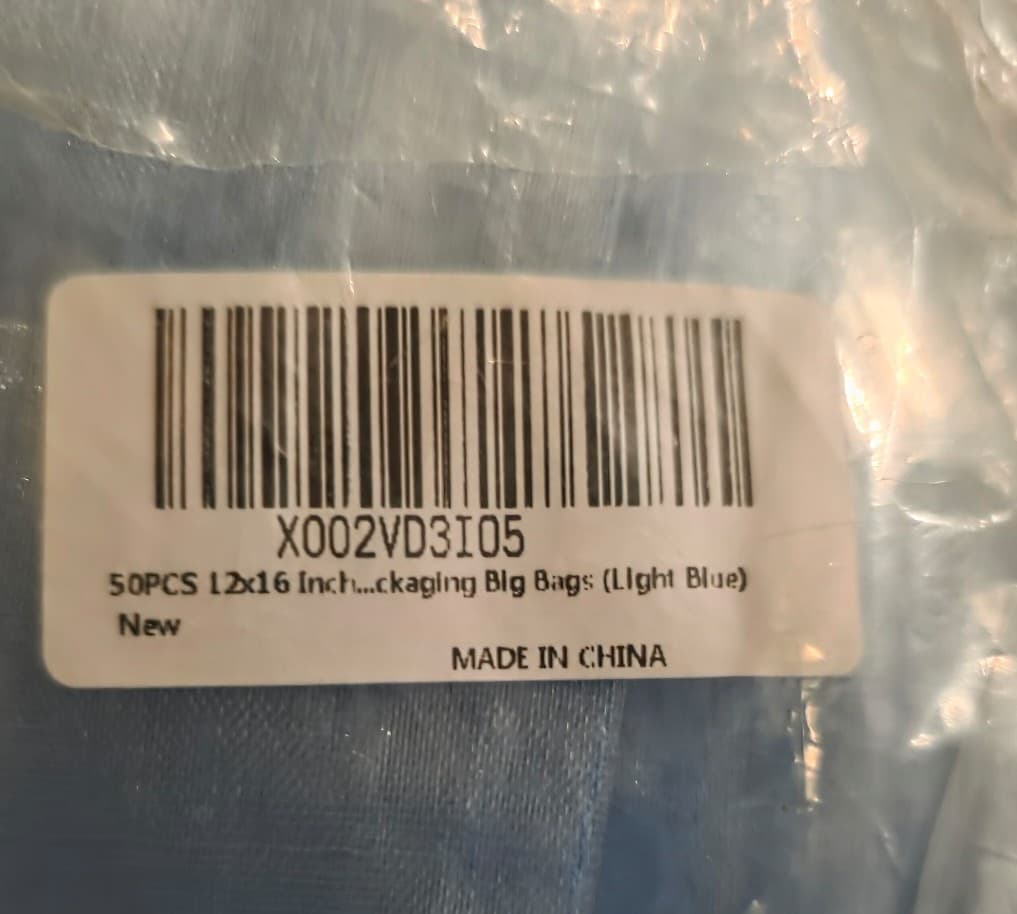 X002VD3I05
50PCS 12x16 Inch...ckaging Big Bags (Light Blue)
New
MADE IN CHINA